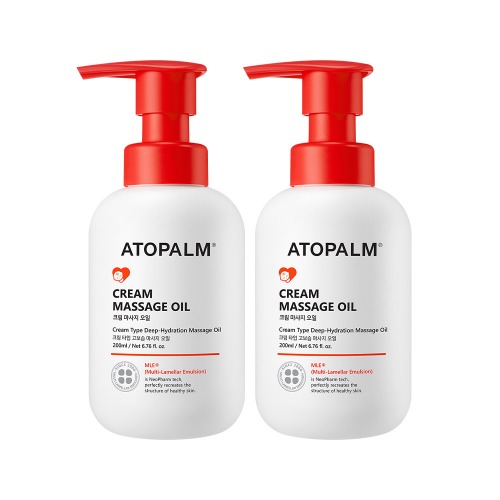 ATOPALM®
CREAM
MASSAGE OIL
크림 마사지 오일
Cream Type Deep-Hydration Massage Oil
크림 타입 고보습 마사지 오일
200ml / Net 6.76 fl. oz.
MLE®
(Multi-Lamellar Emulsion)
is NeoPharm tech,
perfectly recreates the
structure of healthy skin.
ATOPALM®
CREAM
MASSAGE OIL
크림 마사지 오일
Cream Type Deep-Hydration Massage Oil
크림 타입 고보습 마사지 오일
200ml / Net 6.76 fl. oz.
MLE®
(Multi-Lamellar Emulsion)
is NeoPharm tech,
perfectly recreates the
structure of healthy skin.